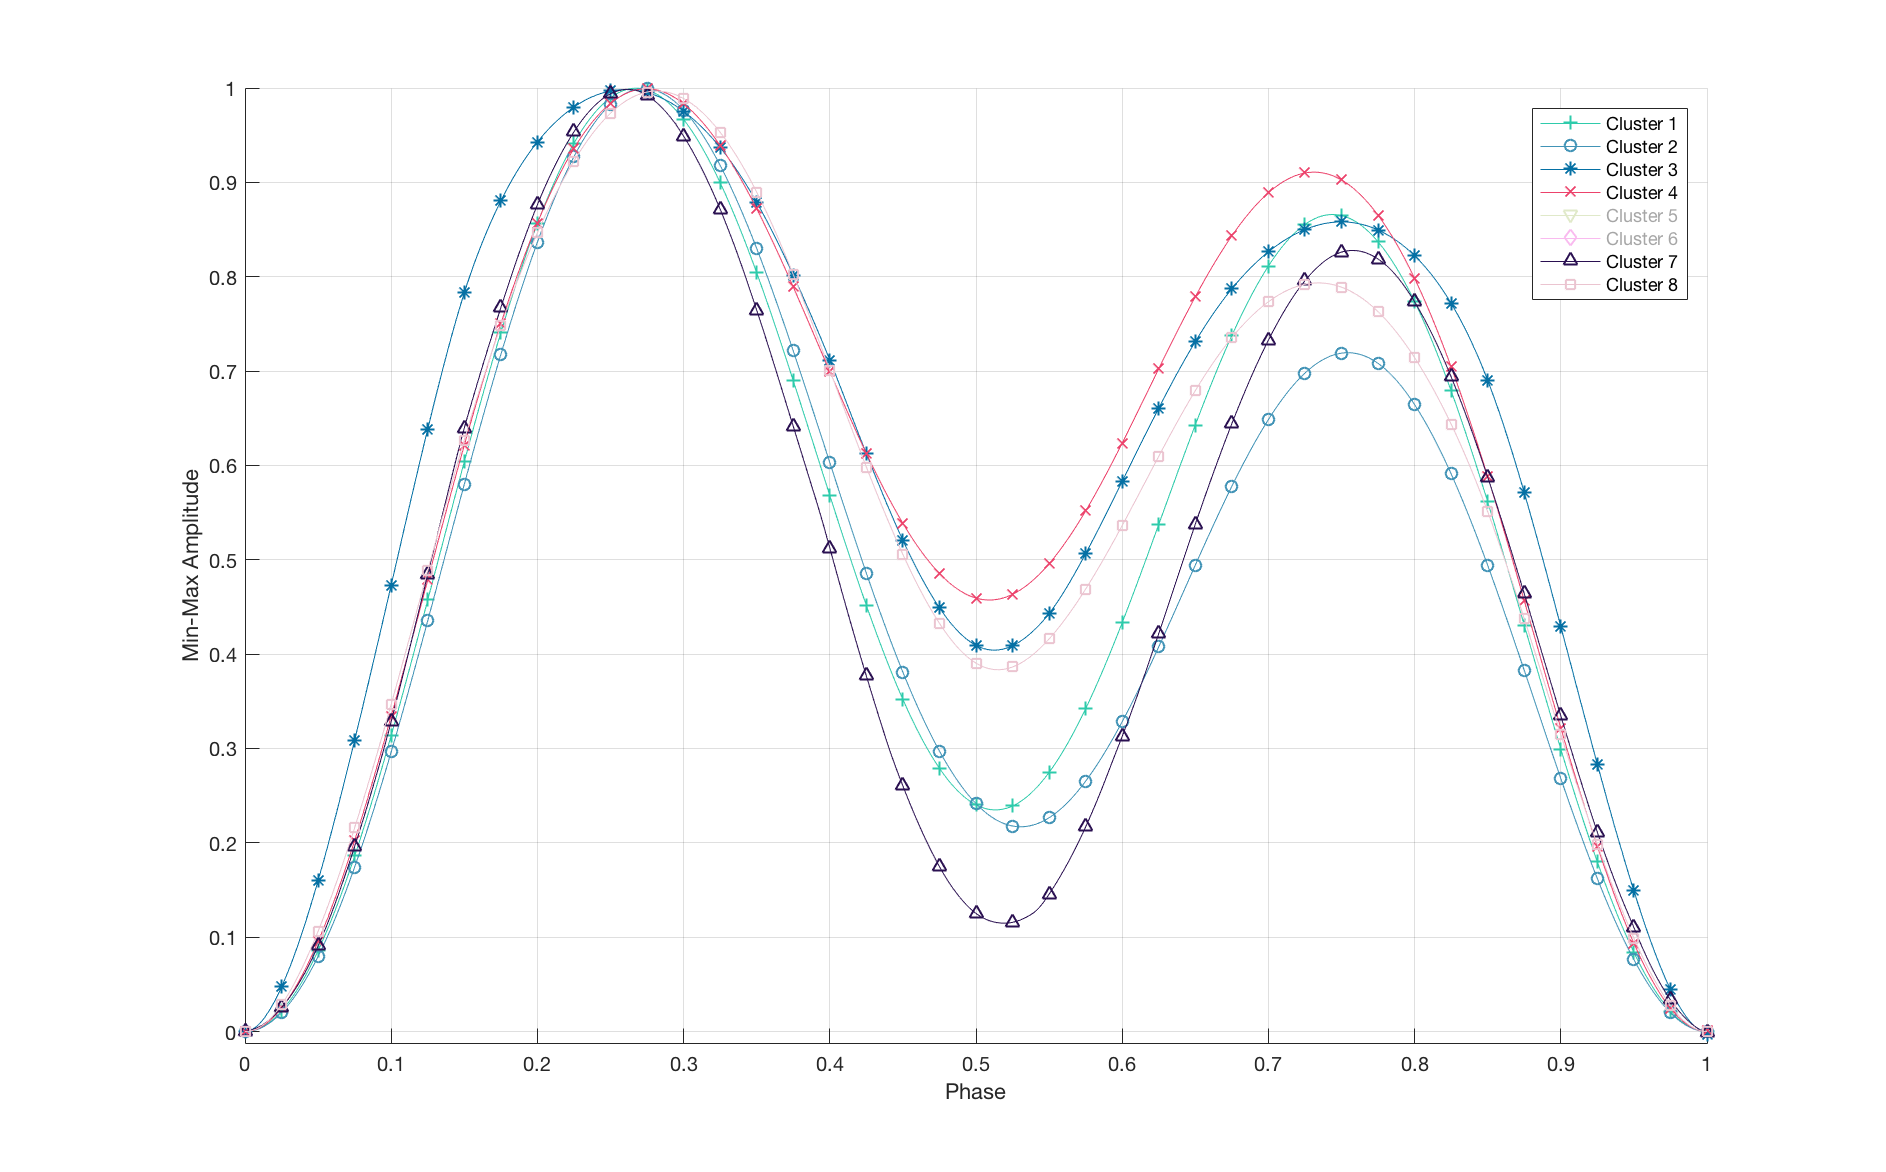 1
0.9
0.8
0.7
0.6
0.5
0.4
0.3
0.2
0.1
0
Min-Max Amplitude
0 0.1 0.2 0.3 0.4 0.5 0.6 0.7 0.8 0.9 1
Phase
Cluster 1
Cluster 2
Cluster 3
Cluster 4
Cluster 5
Cluster 6
Cluster 7
Cluster 8